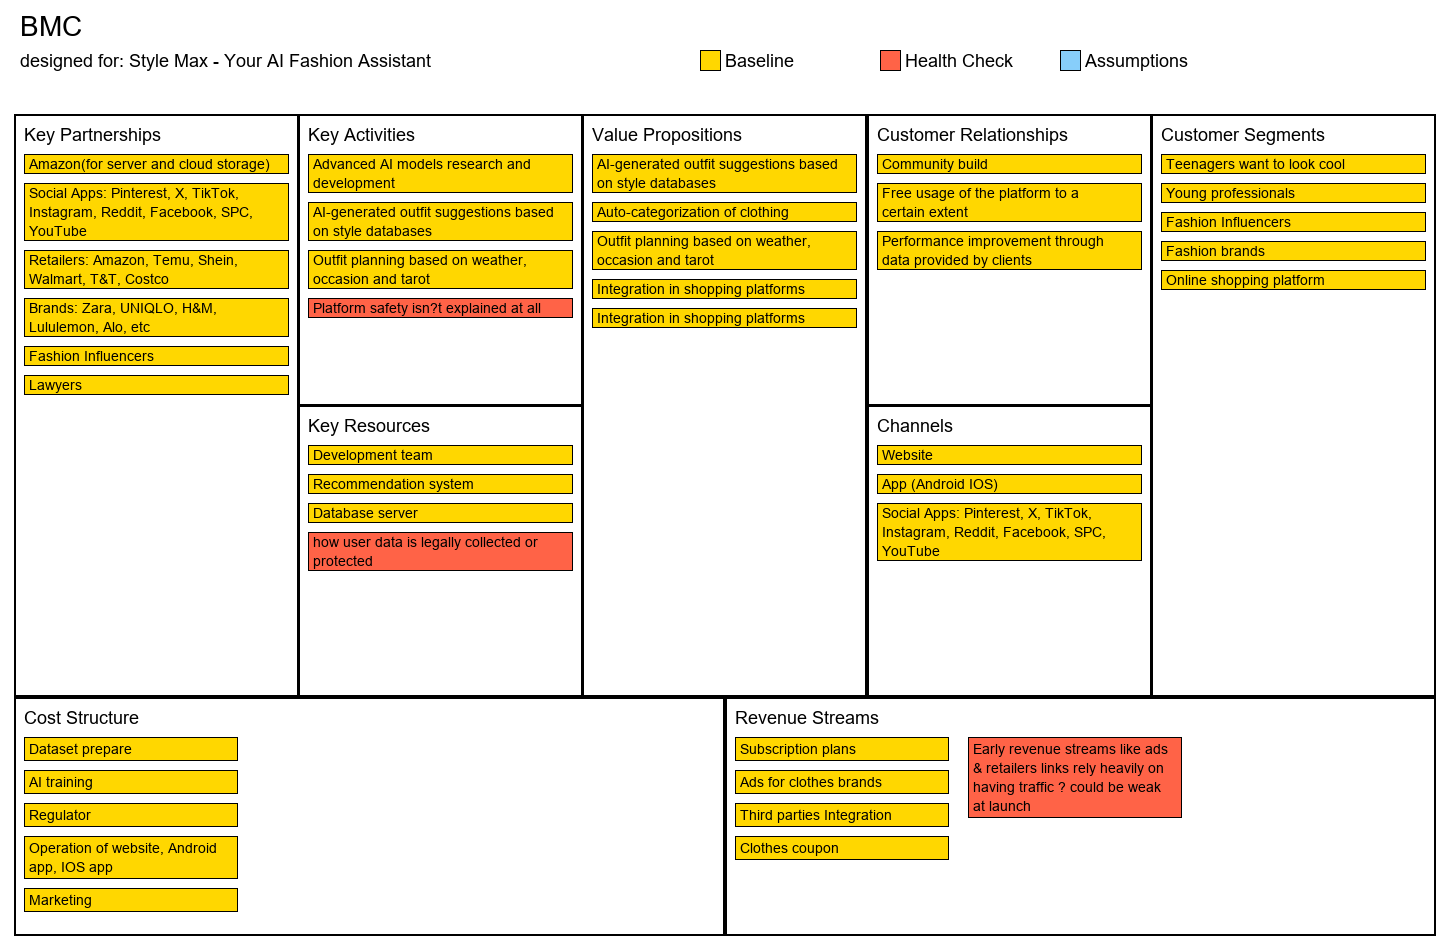 BMC
designed for: Style Max - Your AI Fashion Assistant
Baseline
Health Check
Assumptions
Key Partnerships
Amazon(for server and cloud storage)
Social Apps: Pinterest, X, TikTok,
Instagram, Reddit, Facebook, SPC,
YouTube
Retailers: Amazon, Temu, Shein,
Walmart, T&T, Costco
Brands: Zara, UNIQLO, H&M,
Lululemon, Alo, etc
Fashion Influencers
Lawyers
Key Activities
Advanced AI models research and
development
AI-generated outfit suggestions based
on style databases
Outfit planning based on weather,
occasion and tarot
Platform safety isn?t explained at all
Key Resources
Development team
Recommendation system
Database server
how user data is legally collected or
protected
Value Propositions
AI-generated outfit suggestions based
on style databases
Auto-categorization of clothing
Outfit planning based on weather,
occasion and tarot
Integration in shopping platforms
Integration in shopping platforms
Customer Relationships
Community build
Free usage of the platform to a
certain extent
Performance improvement through
data provided by clients
Channels
Website
App (Android IOS)
Social Apps: Pinterest, X, TikTok,
Instagram, Reddit, Facebook, SPC,
YouTube
Customer Segments
Teenagers want to look cool
Young professionals
Fashion Influencers
Fashion brands
Online shopping platform
Cost Structure
Dataset prepare
AI training
Regulator
Operation of website, Android
app, IOS app
Marketing
Revenue Streams
Subscription plans
Ads for clothes brands
Third parties Integration
Clothes coupon
Early revenue streams like ads
& retailers links rely heavily on
having traffic ? could be weak
at launch